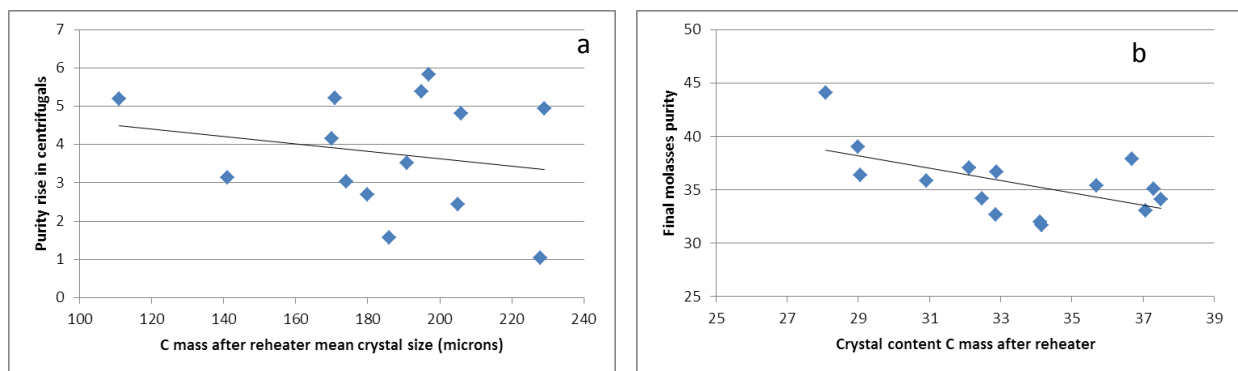 a
Purity rise in centrifugals
7
6
5
4
3
2
1
0
100 120 140 160 180 200 220 240
C mass after reheater mean crystal size (microns)
b
Final molasses purity
50
45
40
35
30
25
25 27 29 31 33 35 37 39
Crystal content C mass after reheater